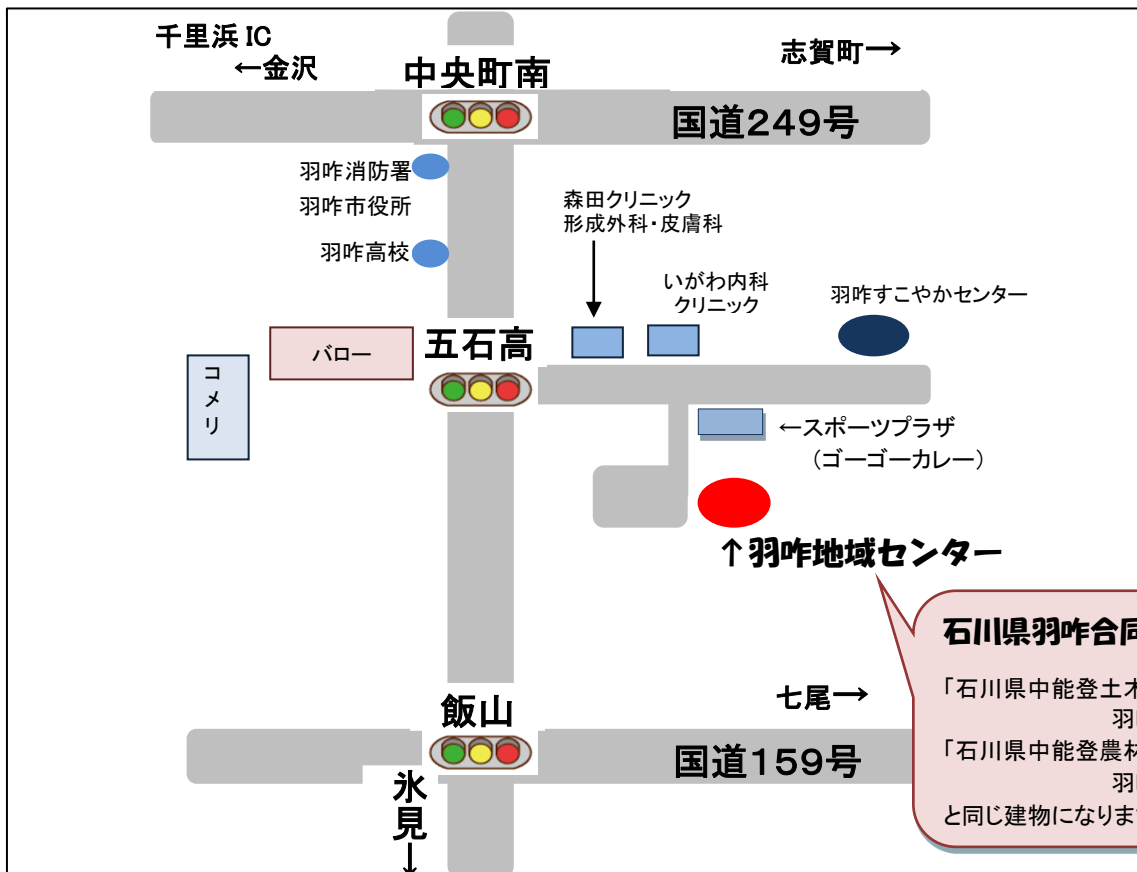 千里浜 IC
←金沢
中央町南
志賀町→
国道249号
羽咋消防署
羽咋市役所
羽咋高校
森田クリニック
形成外科・皮膚科
いがわ内科
クリニック
羽咋すこやかセンター
バロー
五石高
コメリ
←スポーツプラザ
（ゴーゴーカレー）
↑羽咋地域センター
石川県羽咋合同
「石川県中能登土木
羽
「石川県中能登農林
羽
と同じ建物になります
飯山
七尾→
国道159号
氷見↓